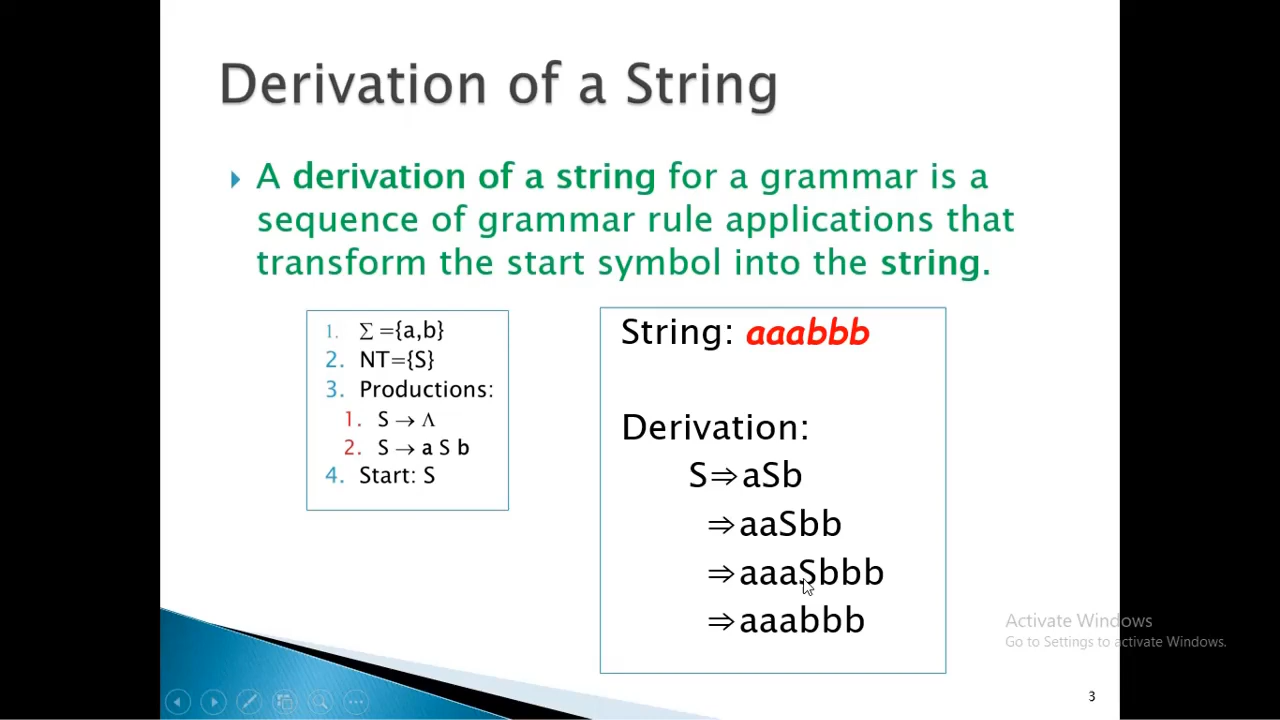 Derivation of a String
A derivation of a string for a grammar is a
sequence of grammar rule applications that
transform the start symbol into the string.
1. ∑ ={a,b}
2. NT={S}
3. Productions:
1. S → Λ
2. S → a S b
4. Start: S
String: aaabbb
Derivation:
S⇒aSb
⇒aaSbb
⇒aaaSbbb
⇒aaabbb
Activate Windows
Go to Settings to activate Windows.
3